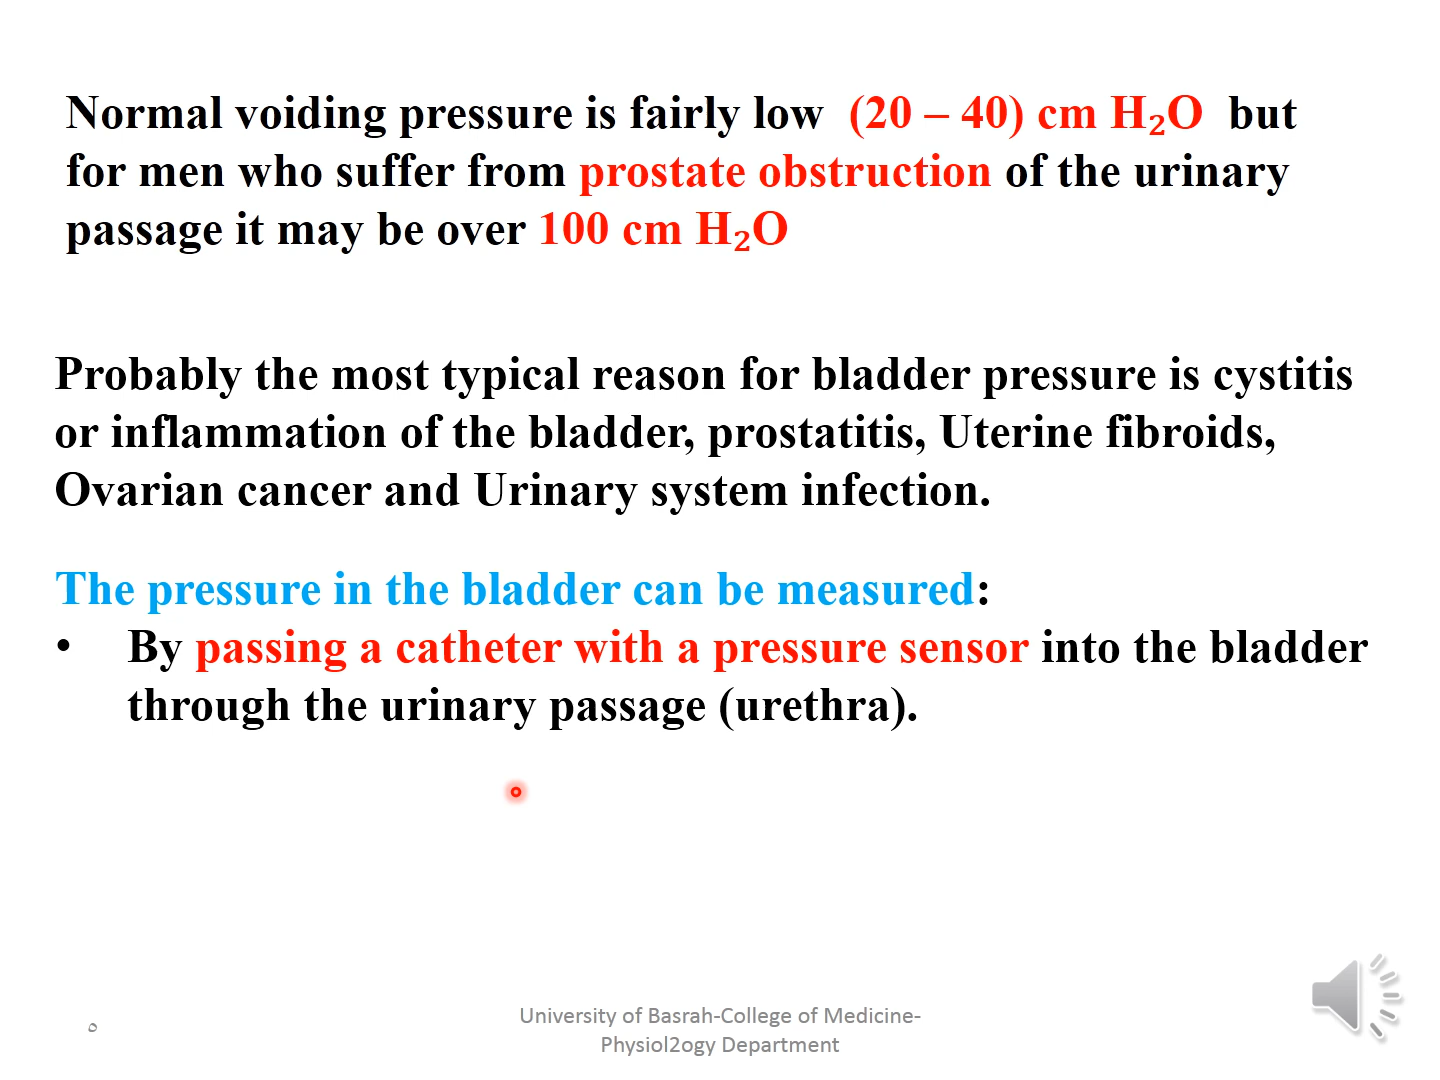 Normal voiding pressure is fairly low (20 – 40) cm H₂O but
for men who suffer from prostate obstruction of the urinary
passage it may be over 100 cm H₂O
Probably the most typical reason for bladder pressure is cystitis
or inflammation of the bladder, prostatitis, Uterine fibroids,
Ovarian cancer and Urinary system infection.
The pressure in the bladder can be measured:
• By passing a catheter with a pressure sensor into the bladder
through the urinary passage (urethra).
٥
University of Basrah-College of Medicine-
Physiol2ogy Department